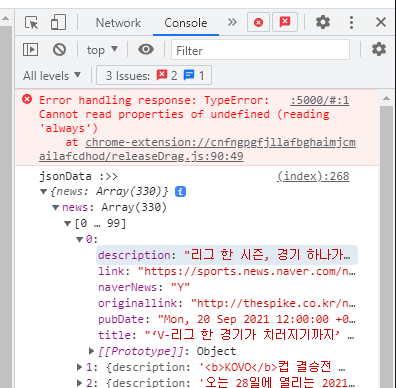 Network Console »
top ▼ Filter
All levels ▼ 3 Issues: 2 1
Error handling response: TypeError: :5000/#:1
Cannot read properties of undefined (reading
'always')
at chrome-extension://cnfngpgfjllafbghaimjcm
ailafcdhod/releaseDrag.js:90:49
jsonData :>> (index):268
▼ {news: Array(330)} i
▼ news: Array(330)
▼ [0 … 99]
▼ 0:
description: "리그 한 시즌, 경기 하나가…
link: "https://sports.news.naver.com/n…
naverNews: "Y"
originallink: "http://thespike.co.kr/n…
pubDate: "Mon, 20 Sep 2021 12:00:00 +0…
title: "‘V-리그 한 경기가 치러지기까지’ …
▶ [[Prototype]]: Object
▶ 1: {description: '<b>KOVO</b>컵 결승전 …
▶ 2: {description: '오는 28일에 열리는 2021…